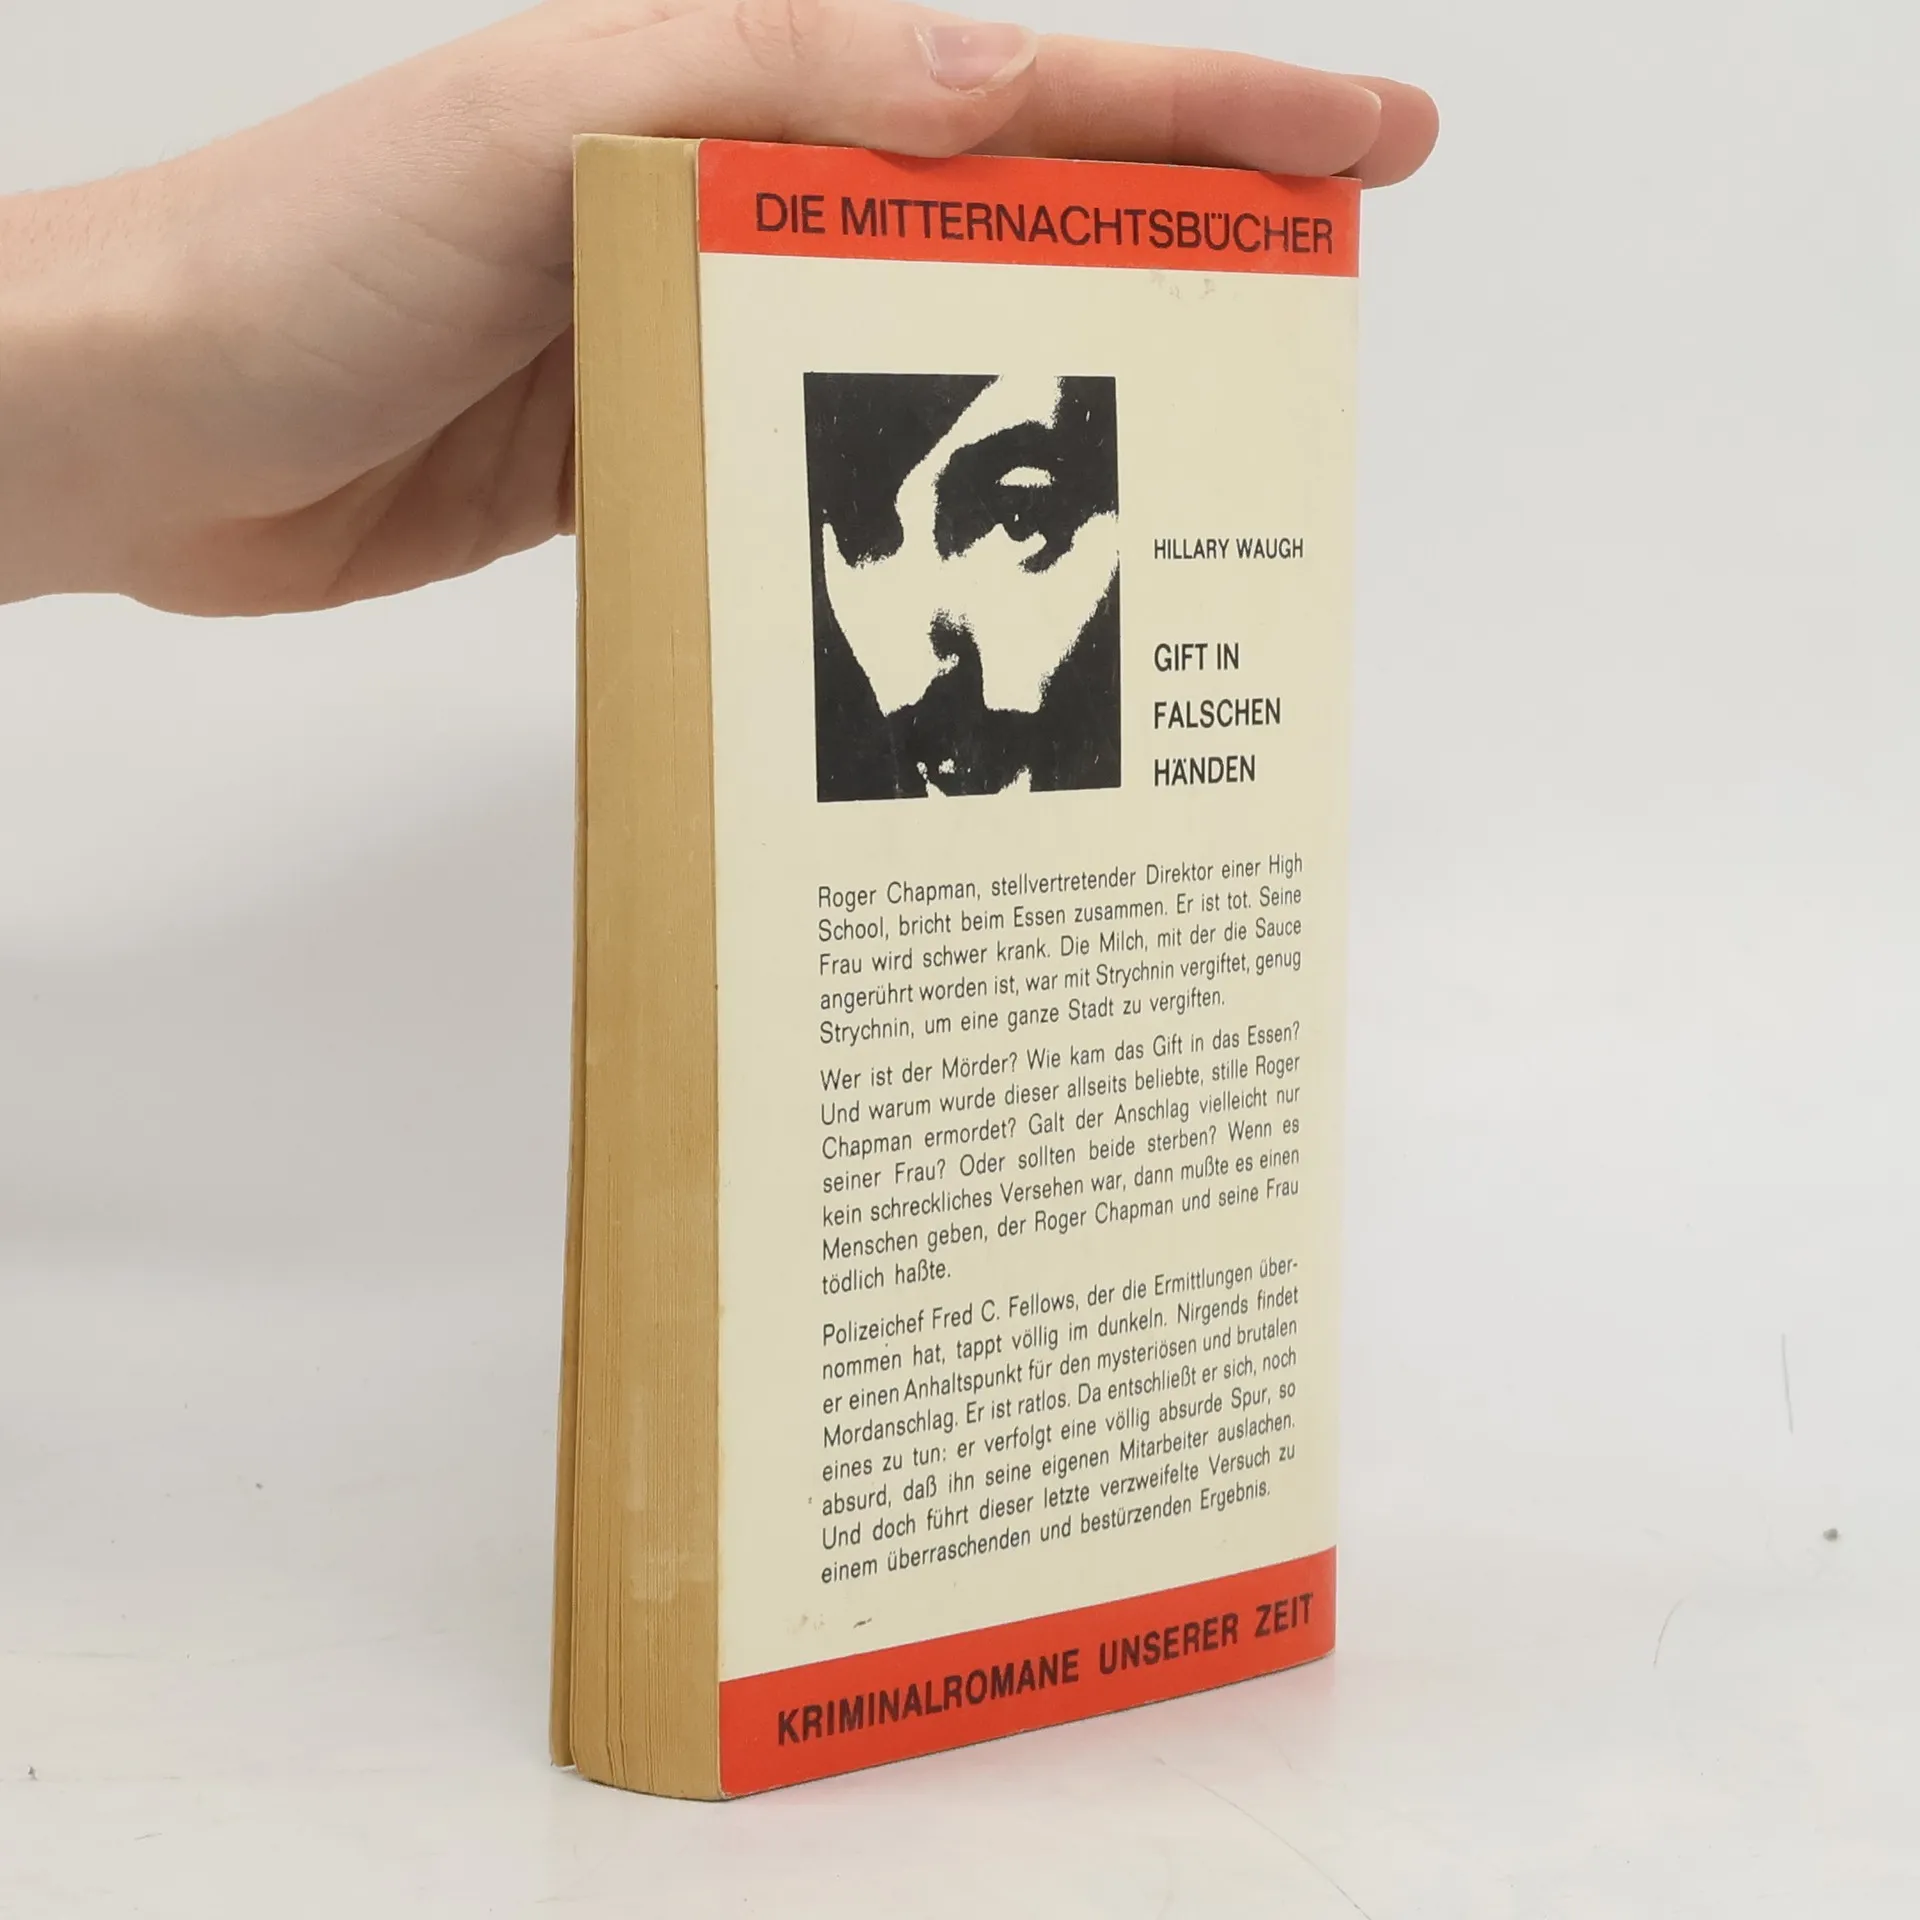 DIE MITTERNACHTSBÜCHER
HILLARY WAUGH
GIFT IN
FALSCHEN
HÄNDEN
Roger Chapman, stellvertretender Direktor einer High
School, bricht beim Essen zusammen. Er ist tot. Seine
Frau wird schwer krank. Die Milch, mit der die Sauce
angerührt worden ist, war mit Strychnin vergiftet, genug
Strychnin, um eine ganze Stadt zu vergiften.
Wer ist der Mörder? Wie kam das Gift in das Essen?
Und warum wurde dieser allseits beliebte, stille Roger
Chapman ermordet? Galt der Anschlag vielleicht nur
seiner Frau? Oder sollten beide sterben? Wenn es
kein schreckliches Versehen war, dann mußte es einen
Menschen geben, der Roger Chapman und seine Frau
tödlich haßte.
Polizeichef Fred C. Fellows, der die Ermittlungen über-
nommen hat, tappt völlig im dunkeln. Nirgends findet
er einen Anhaltspunkt für den mysteriösen und brutalen
Mordanschlag. Er ist ratlos. Da entschließt er sich, noch
eines zu tun: er verfolgt eine völlig absurde Spur, so
absurd, daß ihn seine eigenen Mitarbeiter auslachen.
Und doch führt dieser letzte verzweifelte Versuch zu
einem überraschenden und bestürzenden Ergebnis.
KRIMINALROMANE UNSERER ZEIT